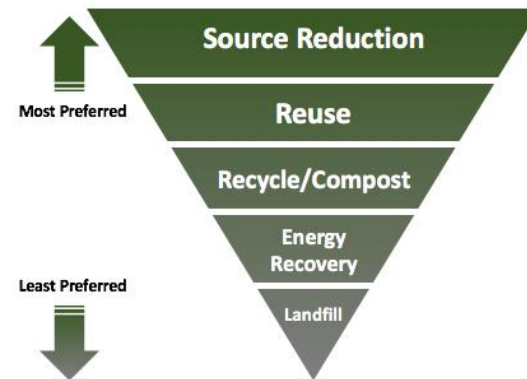 Source Reduction
Most Preferred
Reuse
Recycle/Compost
Energy
Recovery
Least Preferred
Landfill